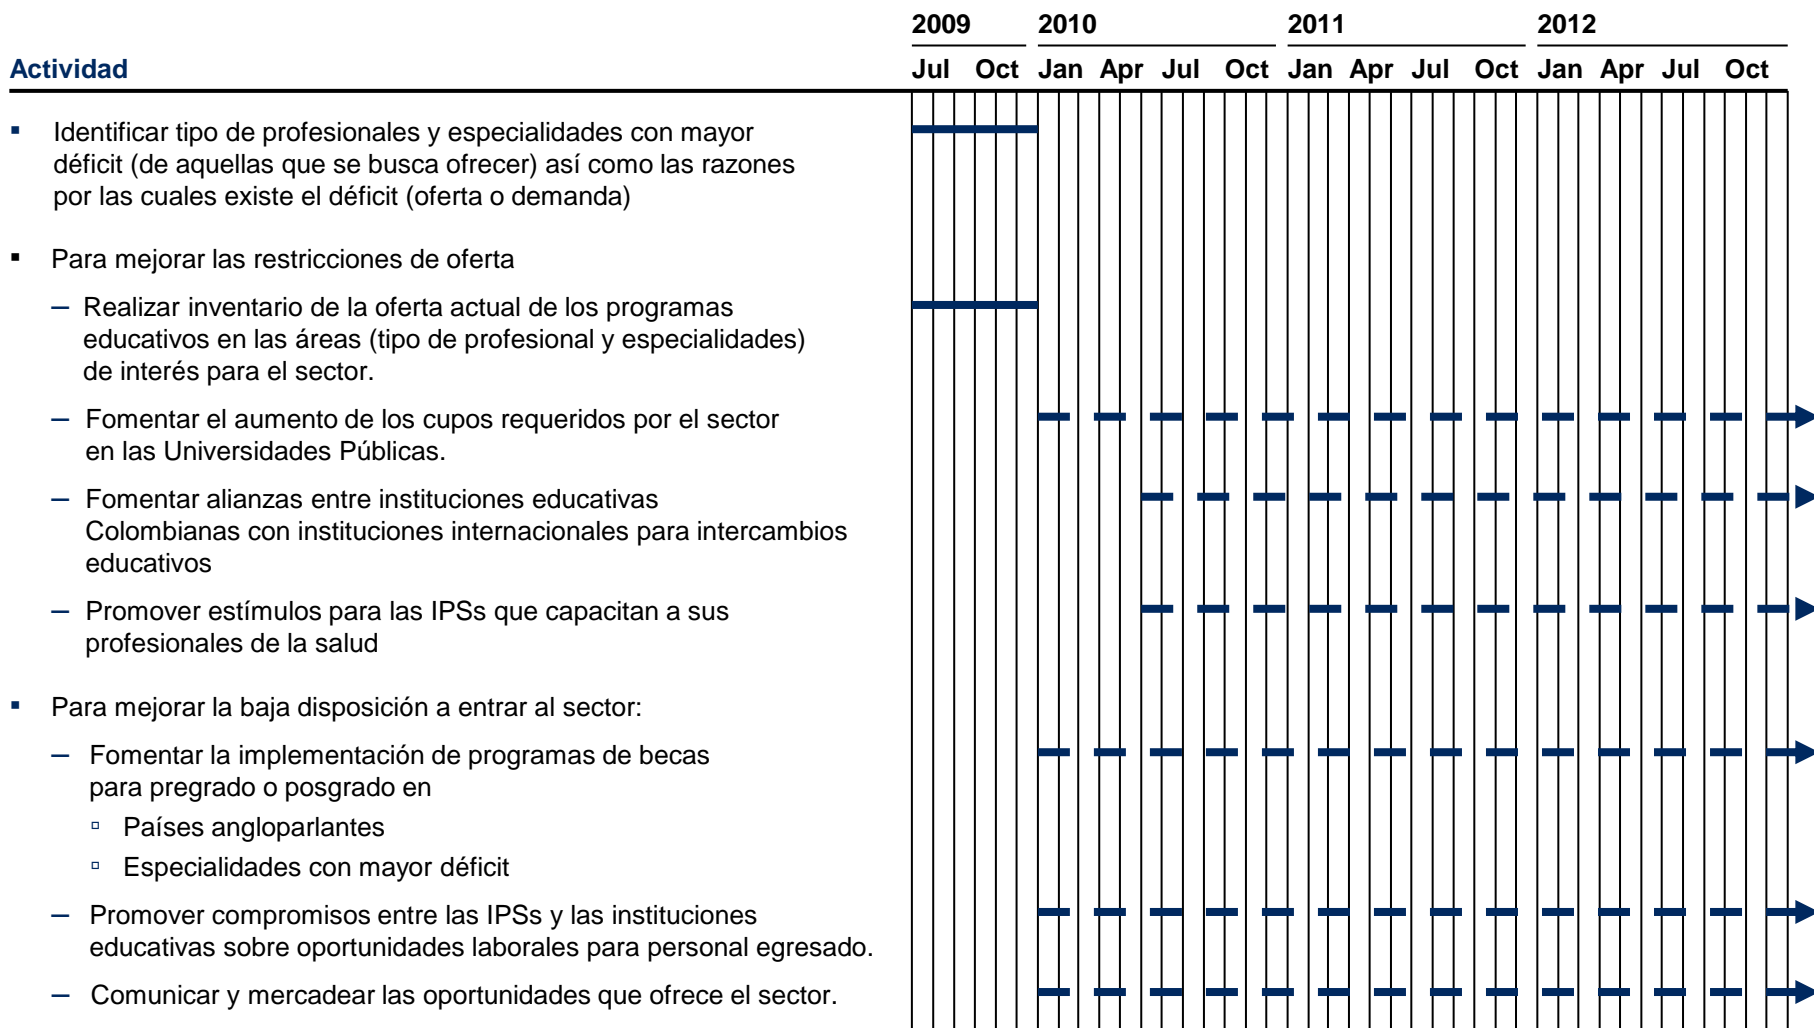 2009 2010 2011 2012
Actividad Jul Oct Jan Apr Jul Oct Jan Apr Jul Oct Jan Apr Jul Oct
▪ Identificar tipo de profesionales y especialidades con mayor
déficit (de aquellas que se busca ofrecer) así como las razones
por las cuales existe el déficit (oferta o demanda)
▪ Para mejorar las restricciones de oferta
– Realizar inventario de la oferta actual de los programas
educativos en las áreas (tipo de profesional y especialidades)
de interés para el sector.
– Fomentar el aumento de los cupos requeridos por el sector
en las Universidades Públicas.
– Fomentar alianzas entre instituciones educativas
Colombianas con instituciones internacionales para intercambios
educativos
– Promover estímulos para las IPSs que capacitan a sus
profesionales de la salud
▪ Para mejorar la baja disposición a entrar al sector:
– Fomentar la implementación de programas de becas
para pregrado o posgrado en
▫ Países angloparlantes
▫ Especialidades con mayor déficit
– Promover compromisos entre las IPSs y las instituciones
educativas sobre oportunidades laborales para personal egresado.
– Comunicar y mercadear las oportunidades que ofrece el sector.